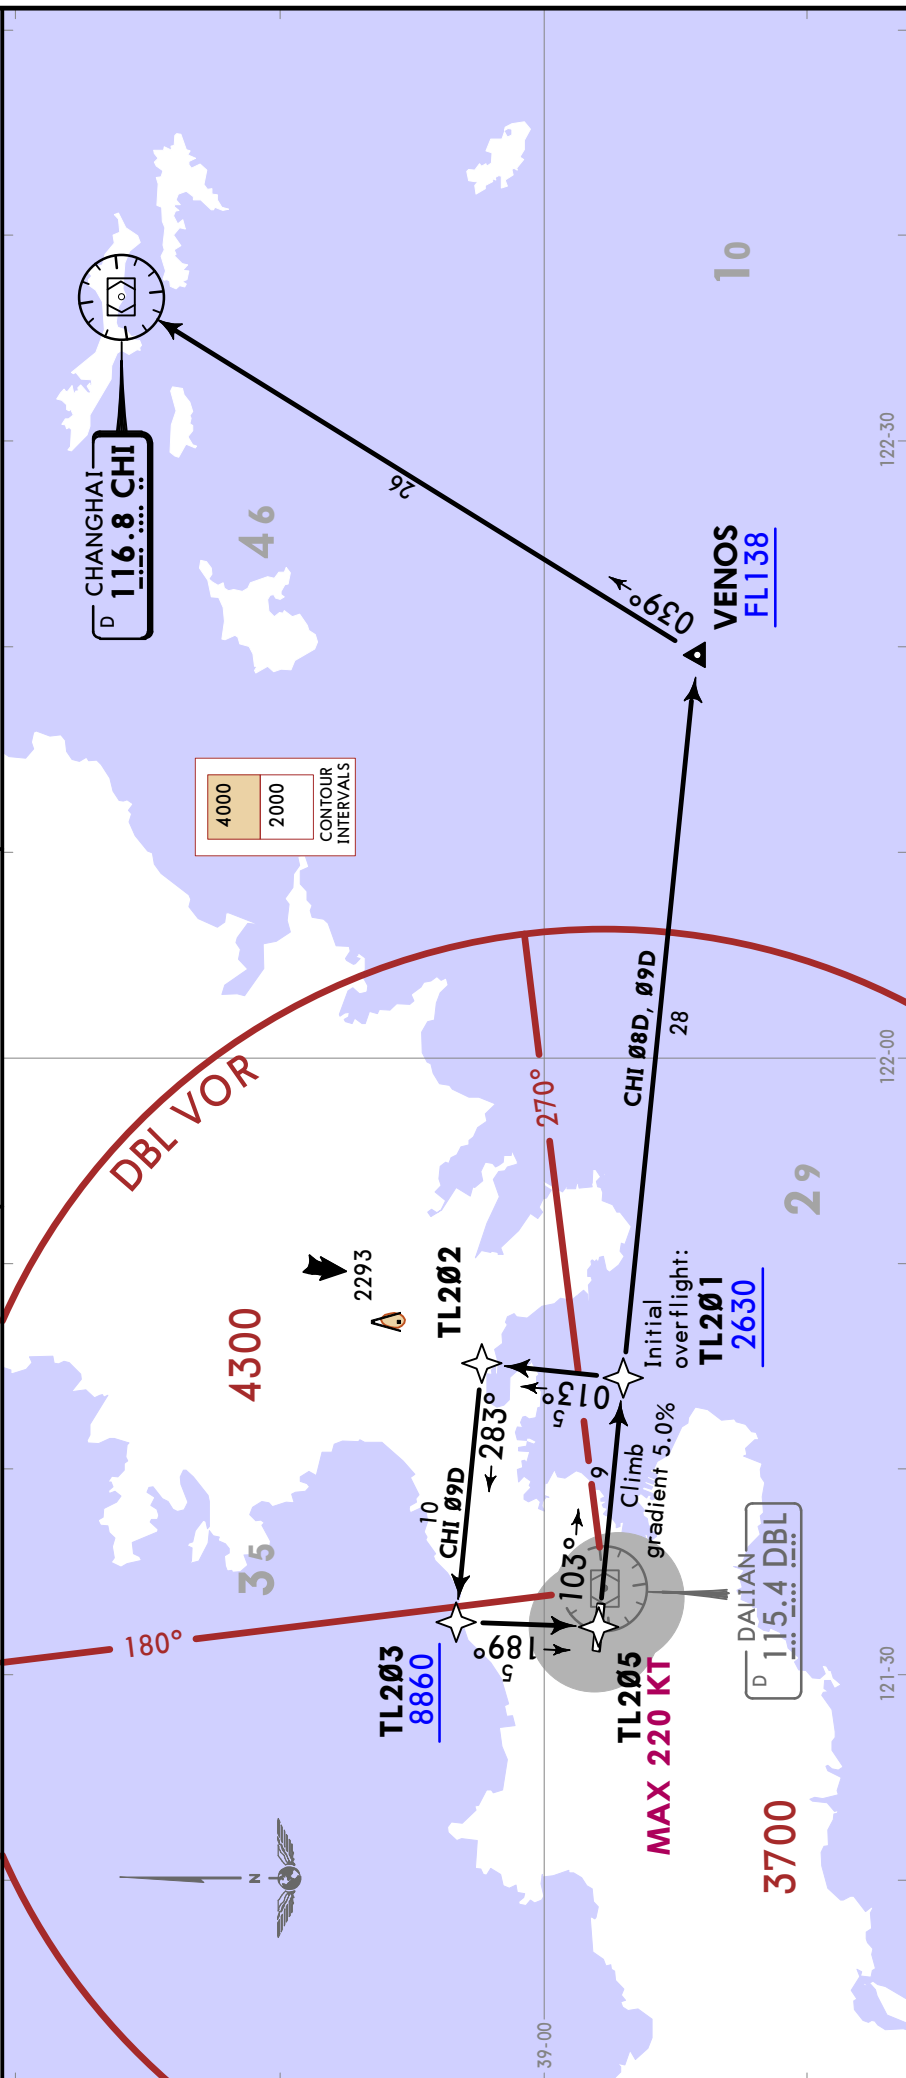 D CHANGHAI
116.8 CHI
46
10
26
039°
VENOS
FL138
122-30
4000
2000
CONTOUR
INTERVALS
DBL VOR
270°
CHI Ø8D, Ø9D
28
122-00
29
2293
4300
TL2Ø2
Initial
overflight:
TL2Ø1
2630
013°
5
283°
10
CHI Ø9D
9
Climb
gradient 5.0%
103°
35
180°
TL2Ø3
8860
189°
5
TL2Ø5
MAX 220 KT
D DALIAN
115.4 DBL
121-30
3700
N
39-00